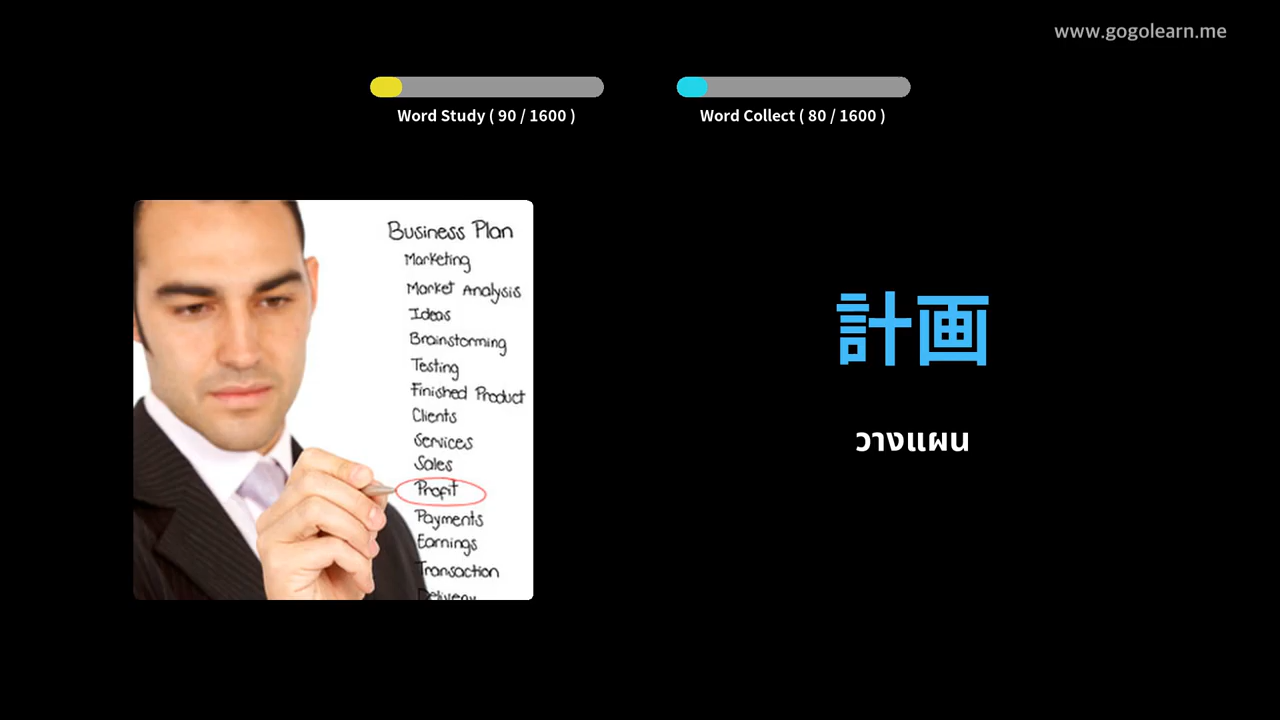 www.gogolearn.me
Word Study ( 90 / 1600 )
Word Collect ( 80 / 1600 )
Business Plan
Marketing
Market Analysis
Ideas
Brainstorming
Testing
Finished Product
Clients
Services
Sales
Profit
Payments
Earnings
Transaction
Delivery
計画
วางแผน